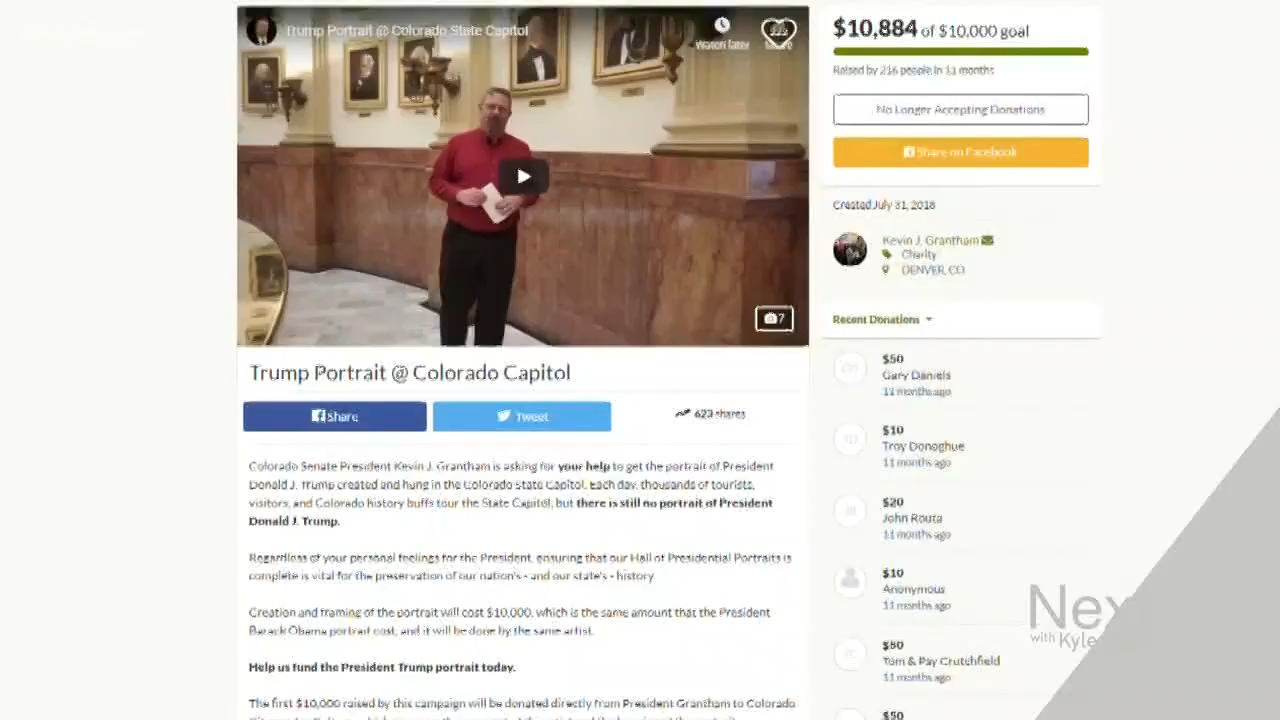 Trump Portrait @ Colorado State Capitol
Watch later
7
Trump Portrait @ Colorado Capitol
Share
Tweet
623 shares
Colorado Senate President Kevin J. Grantham is asking for your help to get the portrait of President
Donald J. Trump created and hung in the Colorado State Capitol. Each day, thousands of tourists,
visitors, and Colorado history buffs tour the State Capitol, but there is still no portrait of President
Donald J. Trump.
Regardless of your personal feelings for the President, ensuring that our Hall of Presidential Portraits is
complete is vital for the preservation of our nation's - and our state's - history.
Creation and framing of the portrait will cost $10,000, which is the same amount that the President
Barack Obama portrait cost, and it will be done by the same artist.
Help us fund the President Trump portrait today.
The first $10,000 raised by this campaign will be donated directly from President Grantham to Colorado
$10,884 of $10,000 goal
Raised by 216 people in 11 months
No Longer Accepting Donations
Share on Facebook
Created July 31, 2018
Kevin J. Grantham
Charity
DENVER, CO
Recent Donations
$50
Gary Daniels
11 months ago
$10
Troy Donoghue
11 months ago
$20
John Routa
11 months ago
$10
Anonymous
11 months ago
Tom & Pay Crutchfield
11 months ago
$50
Nex
with Kyle